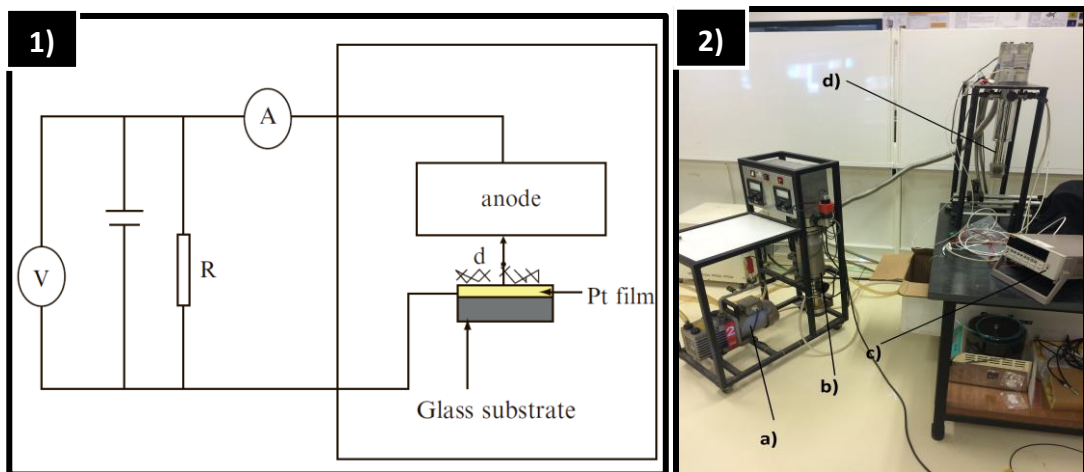 1)
A
anode
V
R
d
Pt film
Glass substrate
2)
d)
c)
b)
a)